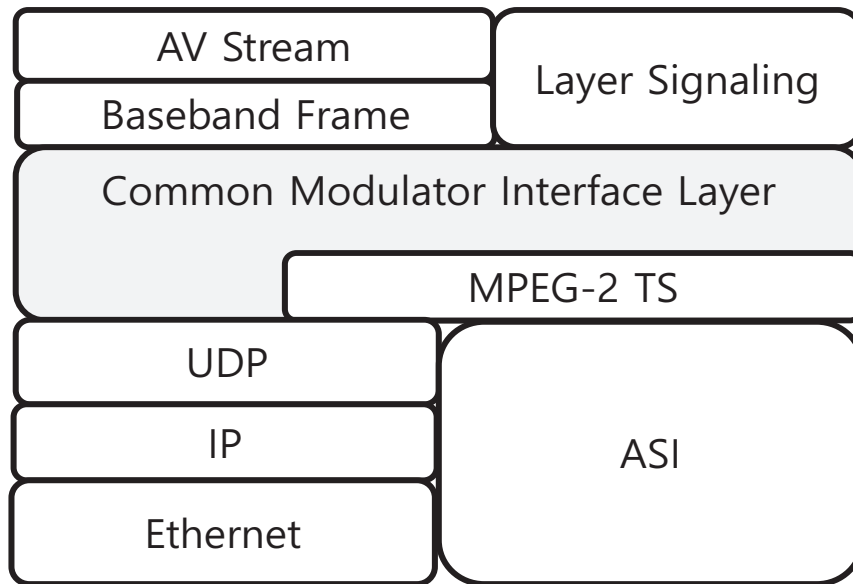 AV Stream
Baseband Frame
Layer Signaling
Common Modulator Interface Layer
MPEG-2 TS
UDP
IP
Ethernet
ASI